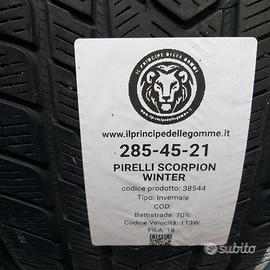 IL PRINCIPE DELLE GOMME
www.ilprincipedellegomme.it
285-45-21
PIRELLI SCORPION
WINTER
codice prodotto: 38544
Tipo: Invernale
COD:
Battistrada: 70%
Codice Velocità: 113W
FILA: 18
subito